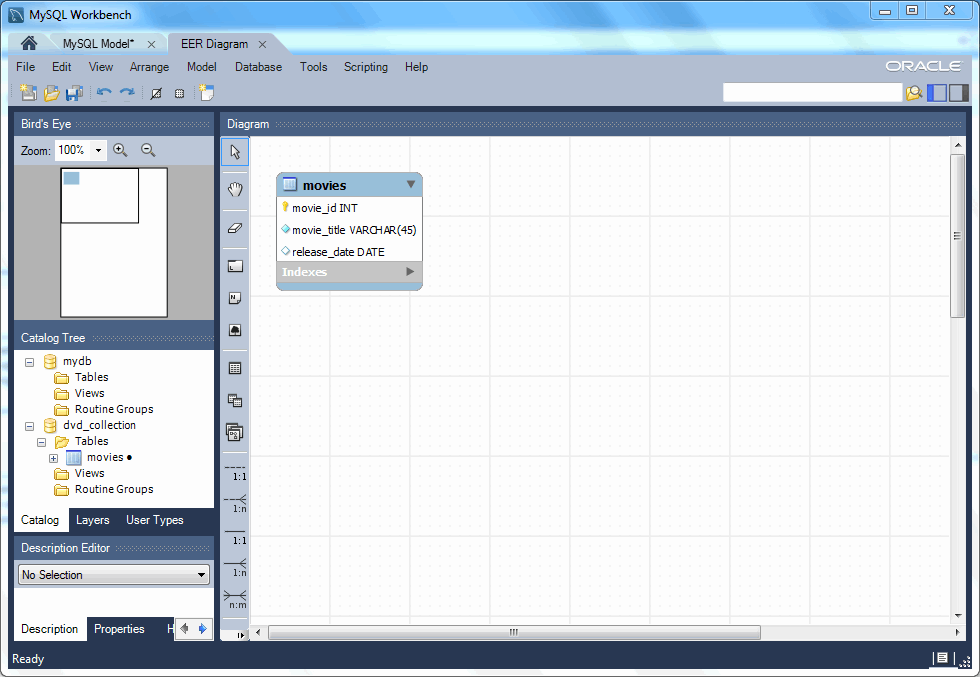 MySQL Workbench
MySQL Model* EER Diagram
File Edit View Arrange Model Database Tools Scripting Help
ORACLE
Bird's Eye
Zoom: 100%
Diagram
movies
movie_id INT
movie_title VARCHAR(45)
release_date DATE
Indexes
Catalog Tree
mydb
Tables
Views
Routine Groups
dvd_collection
Tables
movies
Views
Routine Groups
Catalog Layers User Types
1:1
1:n
1:1
1:n
n:m
Description Editor
No Selection
Description Properties H
Ready